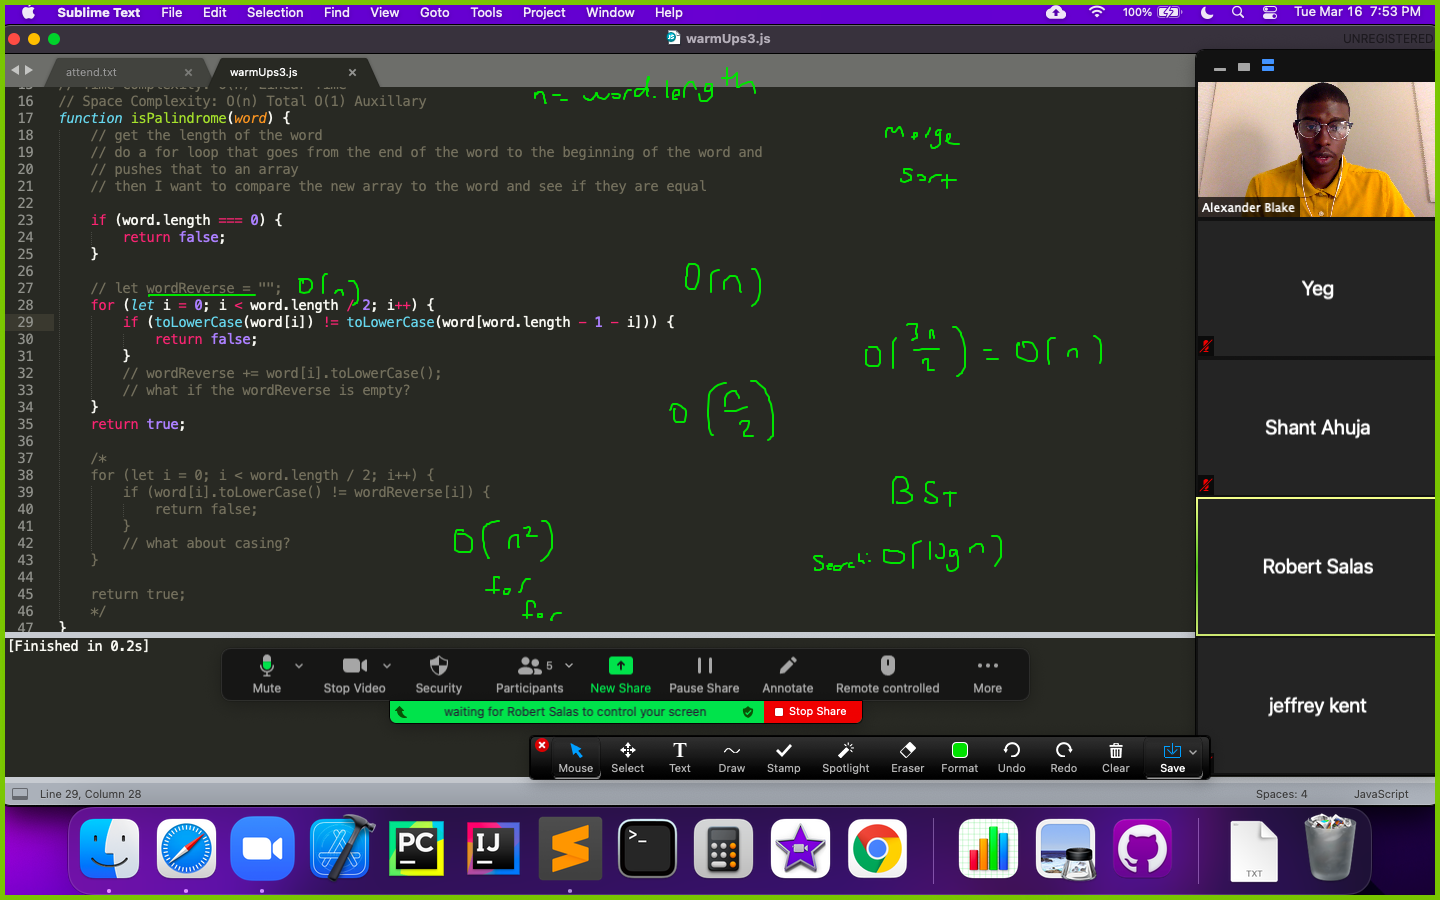 Sublime Text File Edit Selection Find View Goto Tools Project Window Help 100% Tue Mar 16 7:53 PM
warmUps3.js UNREGISTERED
attend.txt warmUps3.js
n = word.length
16 // Space Complexity: O(n) Total O(1) Auxillary
17 function isPalindrome(word) {
18 // get the length of the word
19 // do a for loop that goes from the end of the word to the beginning of the word and
20 // pushes that to an array
21 // then I want to compare the new array to the word and see if they are equal
22
23 if (word.length === 0) {
24 return false;
25 }
26
27 // let wordReverse = ""; O(n)
28 for (let i = 0; i < word.length / 2; i++) {
29 if (toLowerCase(word[i]) != toLowerCase(word[word.length - 1 - i])) {
30 return false;
31 }
32 // wordReverse += word[i].toLowerCase();
33 // what if the wordReverse is empty?
34 }
35 return true;
36
37 /*
38 for (let i = 0; i < word.length / 2; i++) {
39 if (word[i].toLowerCase() != wordReverse[i]) {
40 return false;
41 }
42 // what about casing?
43 }
44
45 return true;
46 */
47 }
Merge
Sort
O(n)
O(3n/2) = O(n)
O(n/2)
BST
Search: O(log n)
O(n²)
for
for
[Finished in 0.2s]
Alexander Blake
Yeg
Shant Ahuja
Robert Salas
jeffrey kent
5
Mute Stop Video Security Participants New Share Pause Share Annotate Remote controlled More
waiting for Robert Salas to control your screen Stop Share
Mouse Select Text Draw Stamp Spotlight Eraser Format Undo Redo Clear Save
Line 29, Column 28 Spaces: 4 JavaScript
PC IJ TXT